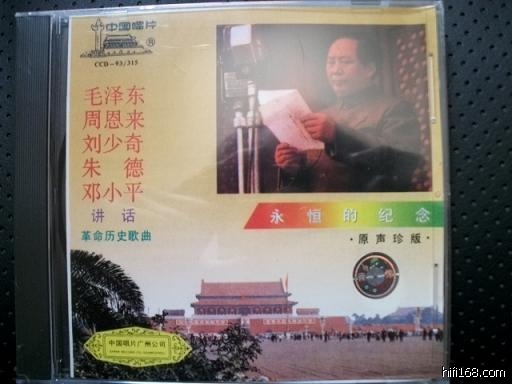 中国唱片
®
CCD-93/315
毛泽东
周恩来
刘少奇
朱 德
邓小平
讲 话
革命历史歌曲
永恒的纪念
·原声珍版·
中国唱片广州公司
hifi168.com